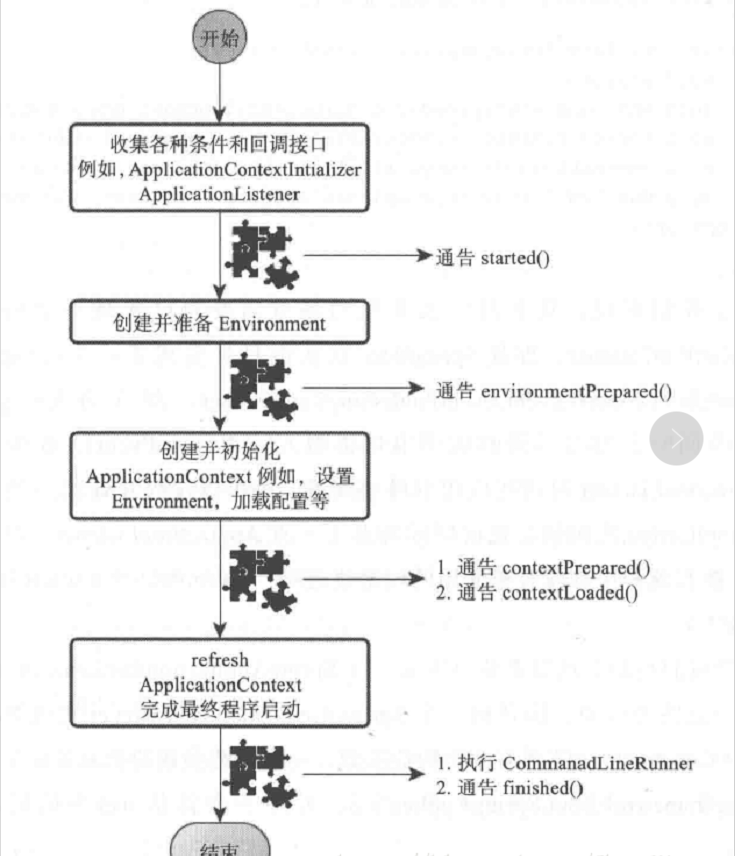 开始
收集各种条件和回调接口
例如，ApplicationContextIntializer
ApplicationListener
通告 started()
创建并准备 Environment
通告 environmentPrepared()
创建并初始化
ApplicationContext 例如，设置
Environment，加载配置等
1. 通告 contextPrepared()
2. 通告 contextLoaded()
refresh
ApplicationContext
完成最终程序启动
1. 执行 CommanadLineRunner
2. 通告 finished()
结束